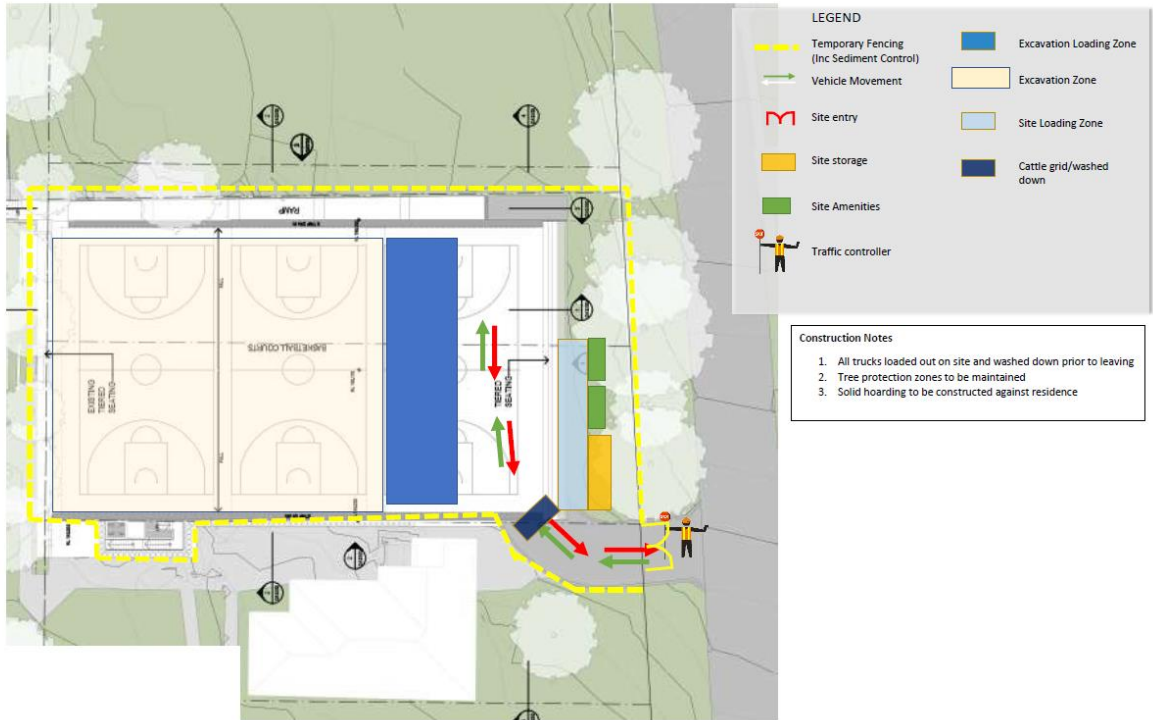 LEGEND
Temporary Fencing
(Inc Sediment Control)
Vehicle Movement
Site entry
Site storage
Site Amenities
Traffic controller
Excavation Loading Zone
Excavation Zone
Site Loading Zone
Cattle grid/washed
down
Construction Notes
1. All trucks loaded out on site and washed down prior to leaving
2. Tree protection zones to be maintained
3. Solid hoarding to be constructed against residence
RAMP
BASKETBALL COURTS
EXISTING
TIERED
SEATING
TIERED
SEATING